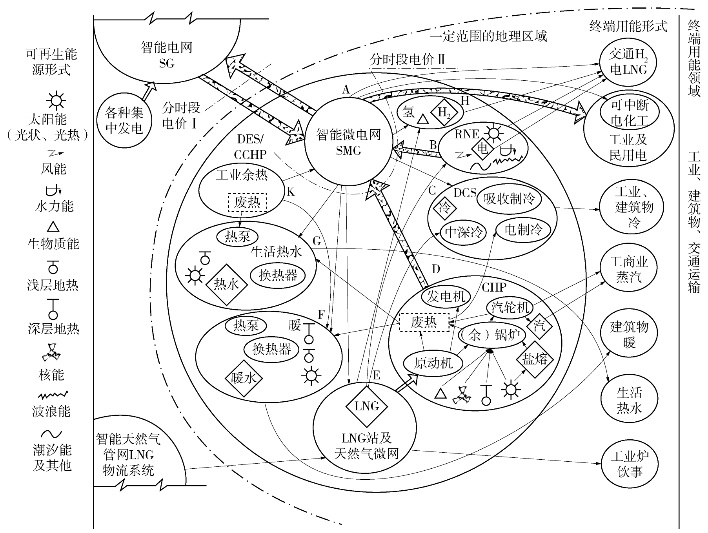 可再生能
源形式
太阳能
（光伏、光热）
风能
水力能
生物质能
浅层地热
深层地热
核能
波浪能
潮汐能
及其他
智能电网
SG
各种集
中发电
分时段
电价Ⅰ
一定范围的地理区域
分时段电价Ⅱ
A
H
智能微电网
SMG
氢
H₂
RNE
B
电
DES/
CCHP
工业余热
废热
K
C
DCS
冷
吸收制冷
中深冷
电制冷
G
热泵
生活热水
热水
换热器
D
CHP
发电机
汽轮机
废热
余）锅炉
汽
原动机
盐熔
F
热泵
暖
换热器
暖水
E
LNG
LNG站及
天然气微网
智能天然气
管网LNG
物流系统
终端用能形式
交通H₂
电LNG
可中断
电化工
工业及
民用电
工业、
建筑物
冷
工商业
蒸汽
建筑物
暖
生活
热水
工业炉
饮事
终端用能领域
工业、建筑物、交通运输